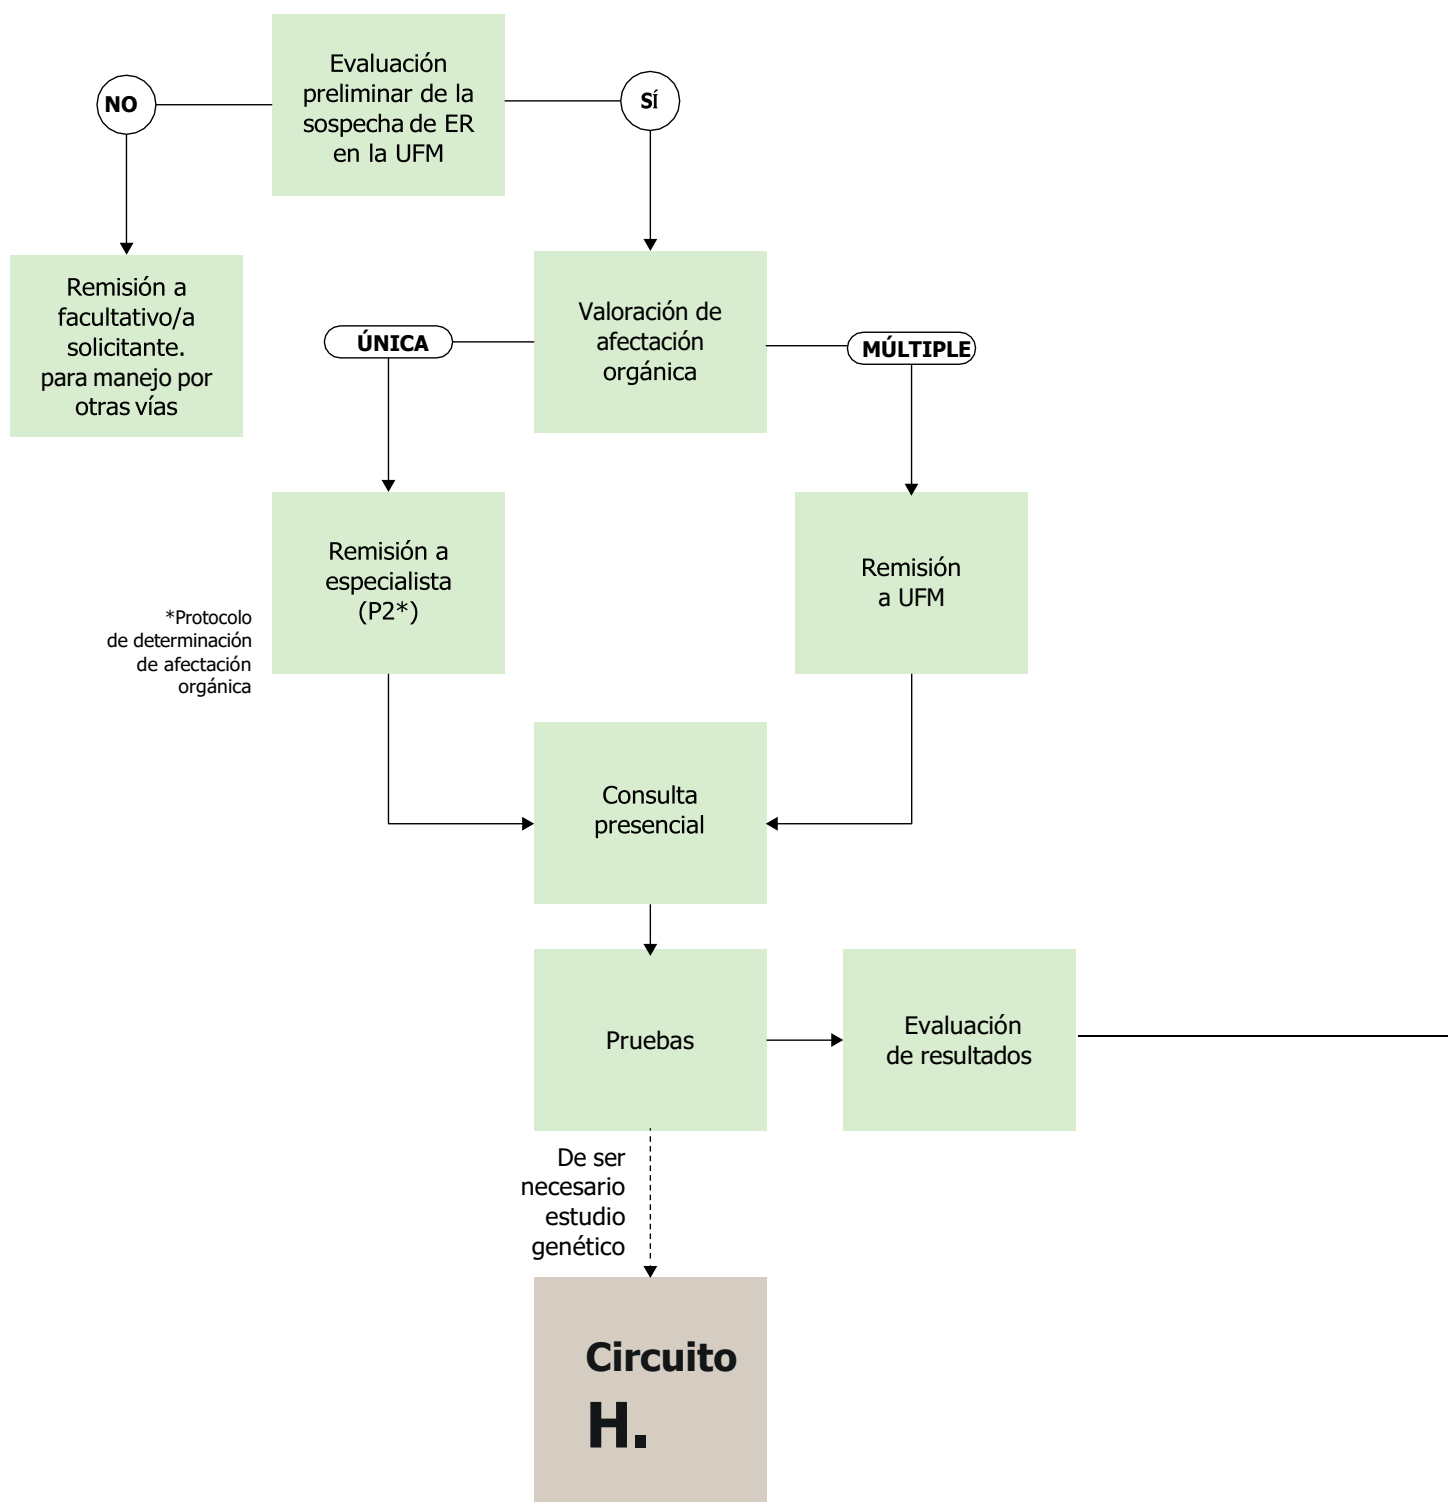 Evaluación
preliminar de la
sospecha de ER
en la UFM
NO
SÍ
Remisión a
facultativo/a
solicitante.
para manejo por
otras vías
Valoración de
afectación
orgánica
ÚNICA
MÚLTIPLE
Remisión a
especialista
(P2*)
Remisión
a UFM
*Protocolo
de determinación
de afectación
orgánica
Consulta
presencial
Pruebas
Evaluación
de resultados
De ser
necesario
estudio
genético
Circuito
H.